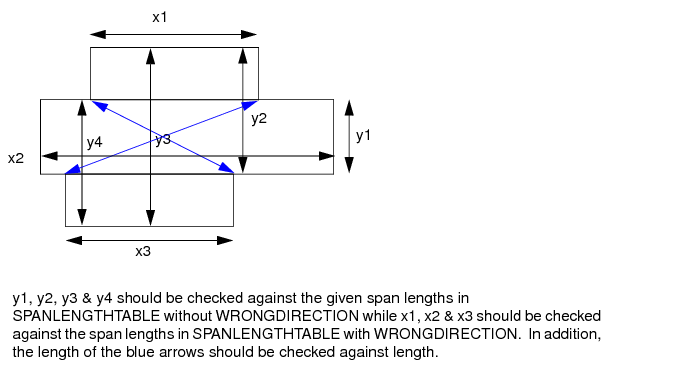 x1
y2
y1
y4
y3
x2
x3
y1, y2, y3 & y4 should be checked against the given span lengths in
SPANLENGTHTABLE without WRONGDIRECTION while x1, x2 & x3 should be checked
against the span lengths in SPANLENGTHTABLE with WRONGDIRECTION.  In addition,
the length of the blue arrows should be checked against length.